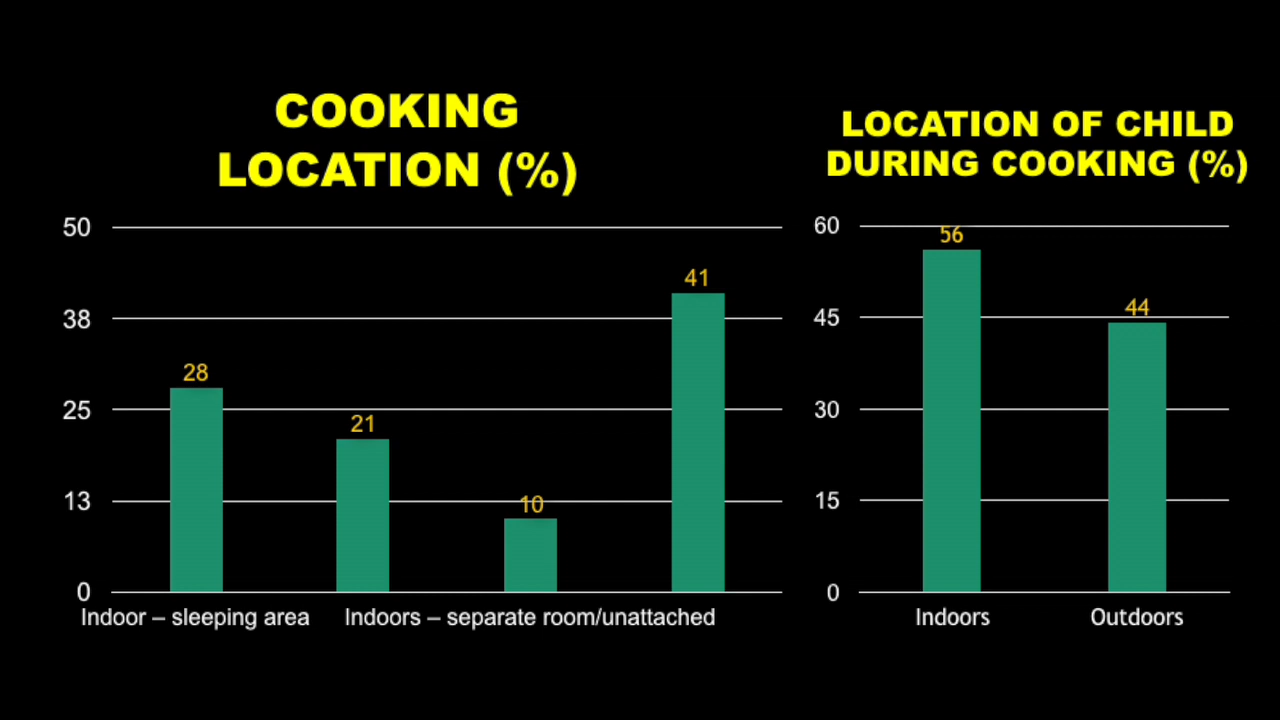 COOKING
LOCATION (%)
50
38
25
13
0
28
21
10
41
Indoor – sleeping area
Indoors – separate room/unattached
LOCATION OF CHILD
DURING COOKING (%)
60
45
30
15
0
56
44
Indoors
Outdoors